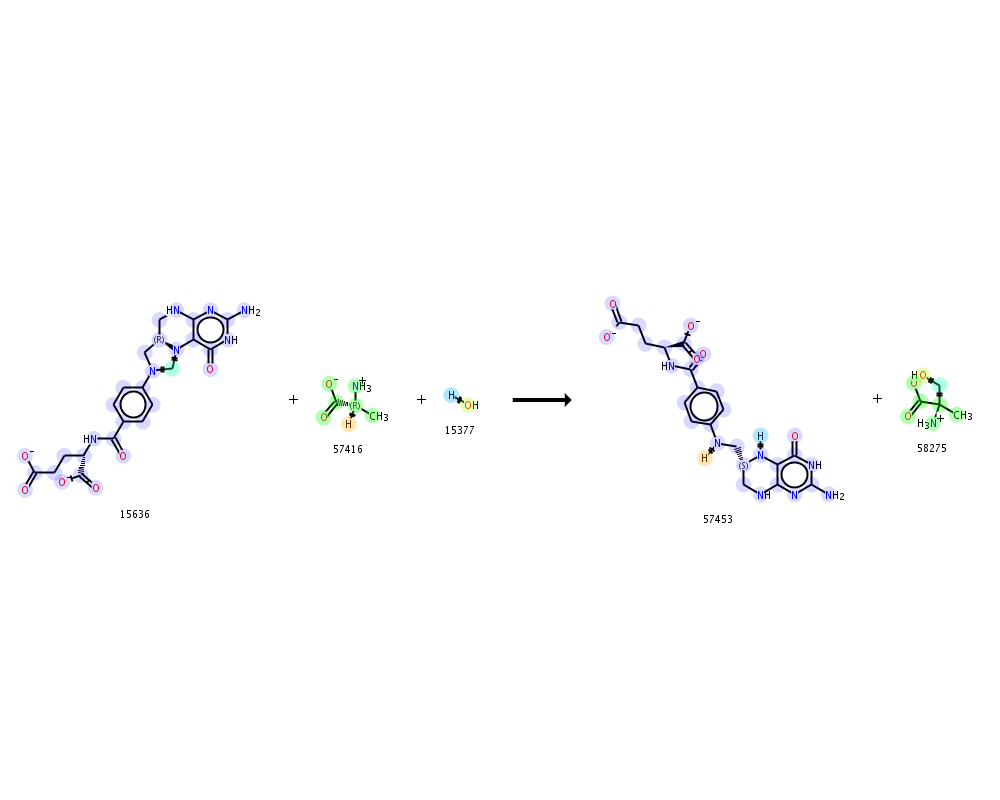 HN N NH2
(R) N NH
N O
HN
O
O-
O O- O
15636
+
O- NH3+
(R)
O H CH3
57416
+
H OH
15377
O
O- O-
O O
HN
H N H
N O
(S) NH
NH N NH2
57453
+
HO
O
O CH3
H3N+
58275